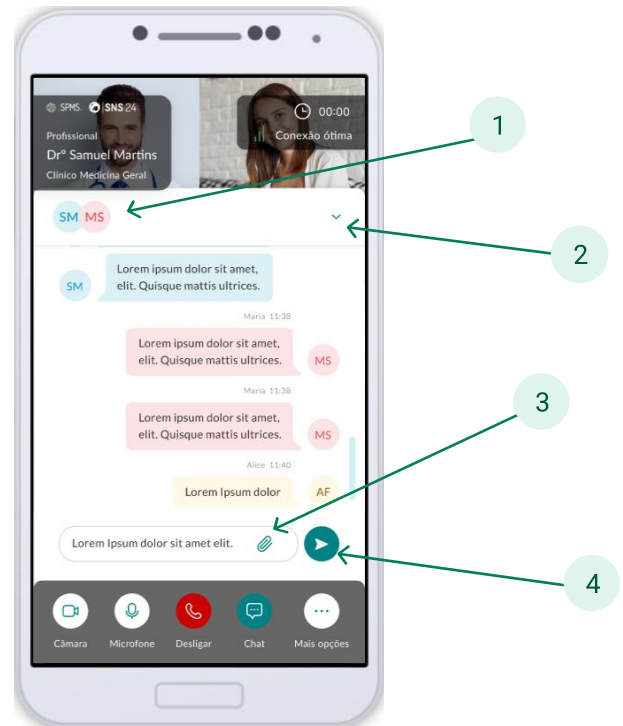 SPMS. SNS 24
00:00
Profissional
Conexão ótima
Drº Samuel Martins
Clínico Medicina Geral
1
SM MS
2
Lorem ipsum dolor sit amet,
elit. Quisque mattis ultrices.
SM
Maria 11:38
Lorem ipsum dolor sit amet,
elit. Quisque mattis ultrices.
MS
Maria 11:38
3
Lorem ipsum dolor sit amet,
elit. Quisque mattis ultrices.
MS
Alice 11:40
Lorem Ipsum dolor
AF
Lorem Ipsum dolor sit amet elit.
4
Câmara Microfone Desligar Chat Mais opções